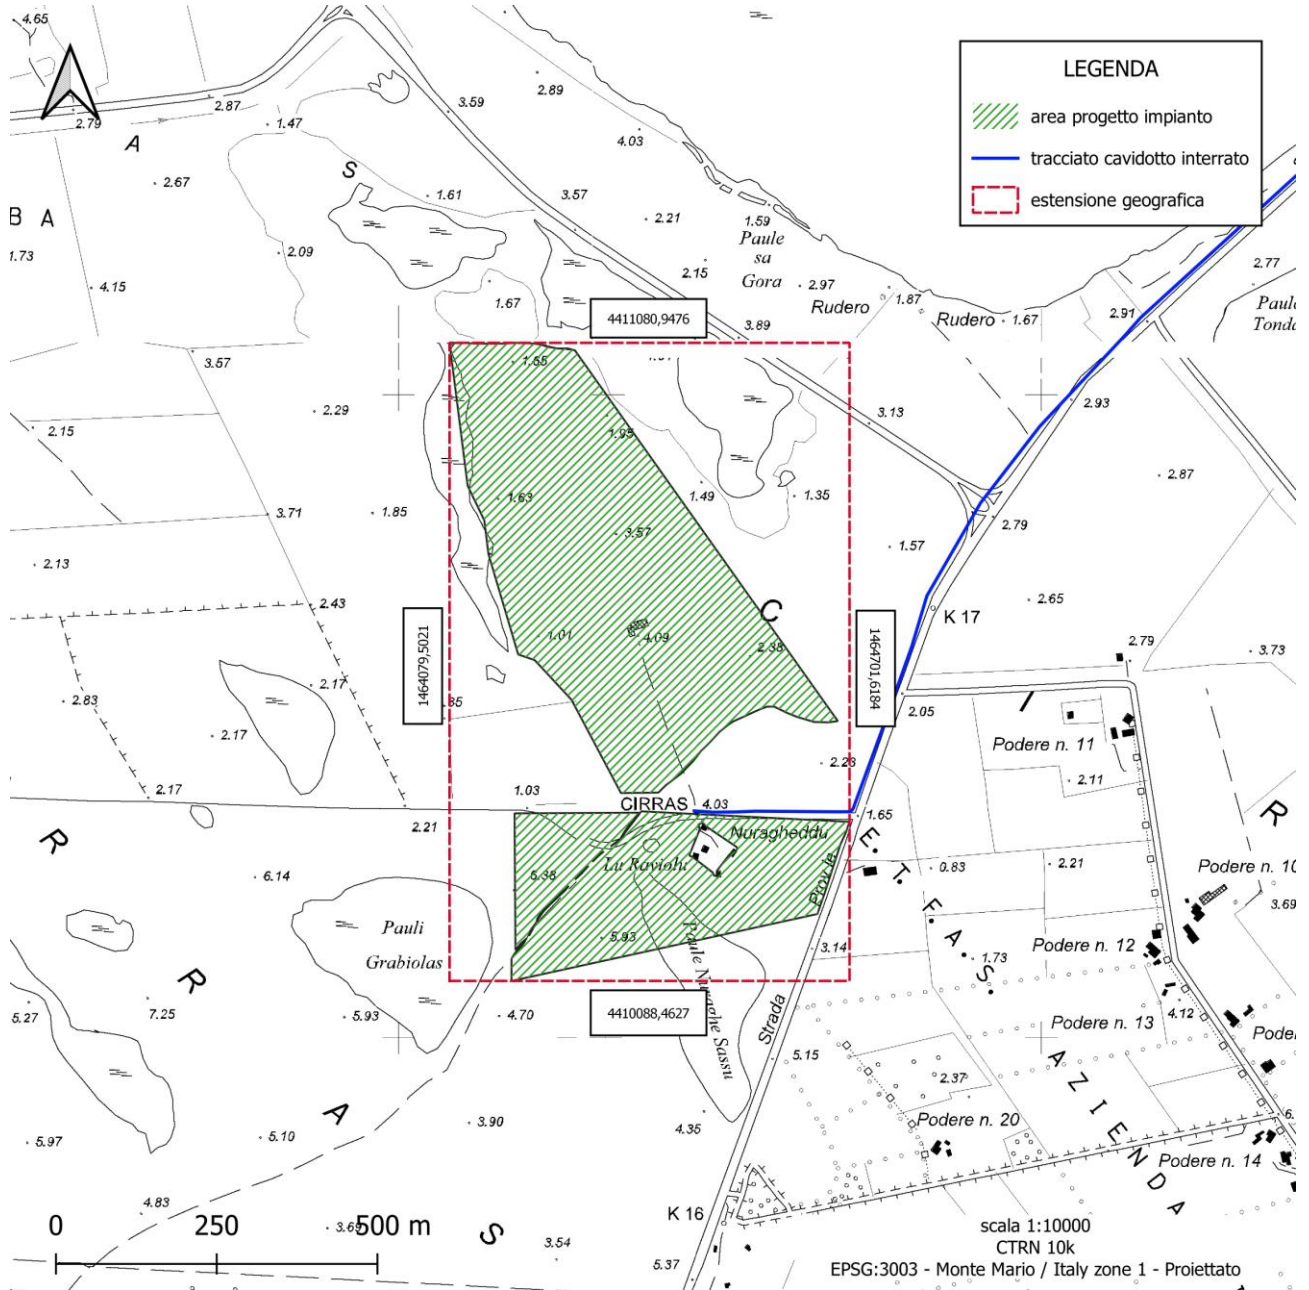 4.65
2.89
LEGENDA
area progetto impianto
tracciato cavidotto interrato
estensione geografica
2.87
3.59
2.79
1.47
A
4.03
S
2.67
1.61
3.57
B A
2.21
1.59
Paule
sa
Gora
1.73
2.09
2.15
2.77
4.15
1.67
2.97
1.87
Rudero
Rudero
1.67
2.91
Tonda
4411080,9476
3.89
3.57
1.55
2.29
3.13
2.93
2.15
1.95
2.87
1.63
1.49
1.35
3.71
1.85
2.79
3.57
1.57
2.13
2.43
C
2.65
K 17
1.01
4.09
2.38
2.79
3.73
1464079,5021
1464701,6184
2.17
2.83
2.05
2.17
Podere n. 11
2.23
2.11
2.17
1.03
CIRRAS
4.03
R
2.21
1.65
R
Nuragheddu
E. T. F. A. S.
Lu Raviohi
Prov.le
0.83
2.21
Podere n. 10
6.14
5.38
3.69
Pauli
Grabiolas
5.93
3.14
Podere n. 12
1.73
R
Paule Nuraghe Sassu
5.27
7.25
5.93
4.70
4410088,4627
Strada
Podere n. 13
4.12
5.15
2.37
AZIENDA
A
5.97
5.10
3.90
4.35
Podere n. 20
Podere n. 14
4.83
K 16
0 250 500 m
3.69
S
3.54
5.37
scala 1:10000
CTRN 10k
EPSG:3003 - Monte Mario / Italy zone 1 - Proiettato